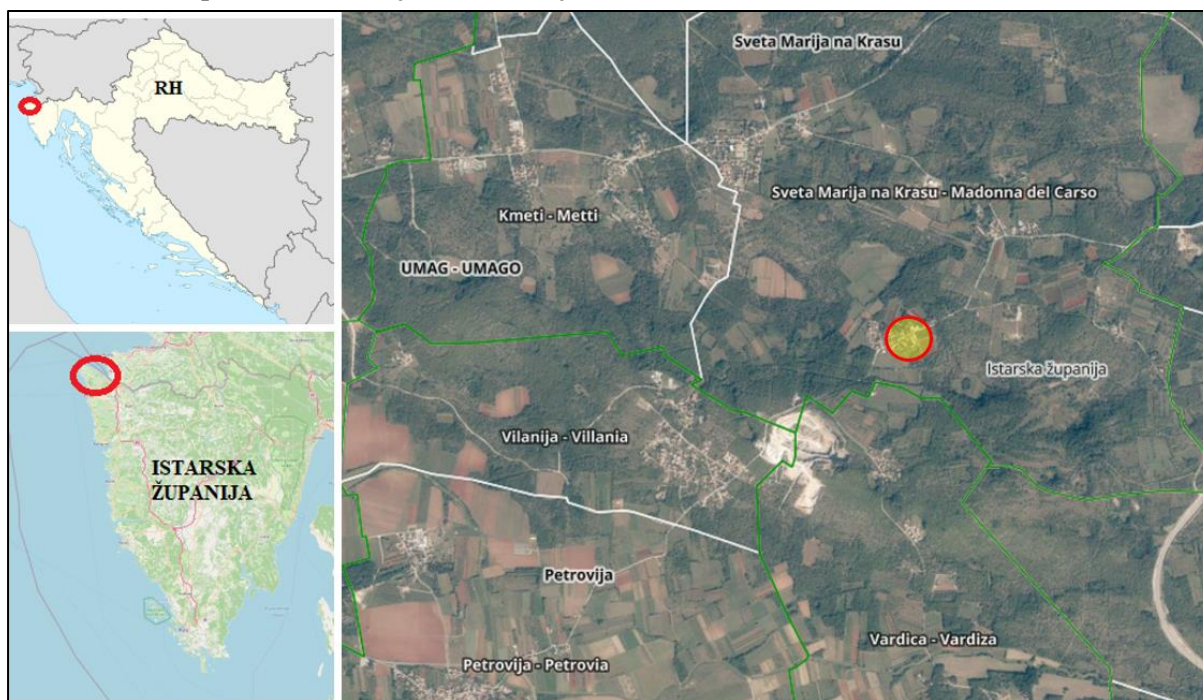 RH
ISTARSKA
ŽUPANIJA
Sveta Marija na Krasu
Sveta Marija na Krasu - Madonna del Carso
Kmeti - Metti
UMAG - UMAGO
Istarska županija
Vilanija - Villania
Petrovija
Vardica - Vardiza
Petrovija - Petrovia